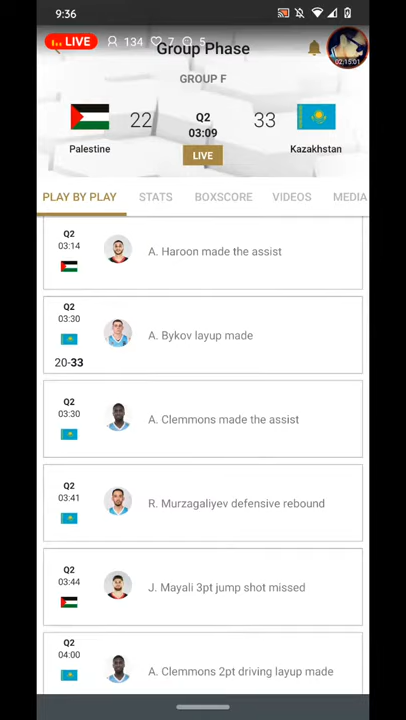 9:36
LIVE 134 7 5
Group Phase
02:15:01
GROUP F
22 Q2 33
03:09
Palestine LIVE Kazakhstan
PLAY BY PLAY STATS BOXSCORE VIDEOS MEDIA
Q2
03:14
A. Haroon made the assist
Q2
03:30
A. Bykov layup made
20-33
Q2
03:30
A. Clemmons made the assist
Q2
03:41
R. Murzagaliyev defensive rebound
Q2
03:44
J. Mayali 3pt jump shot missed
Q2
04:00
A. Clemmons 2pt driving layup made